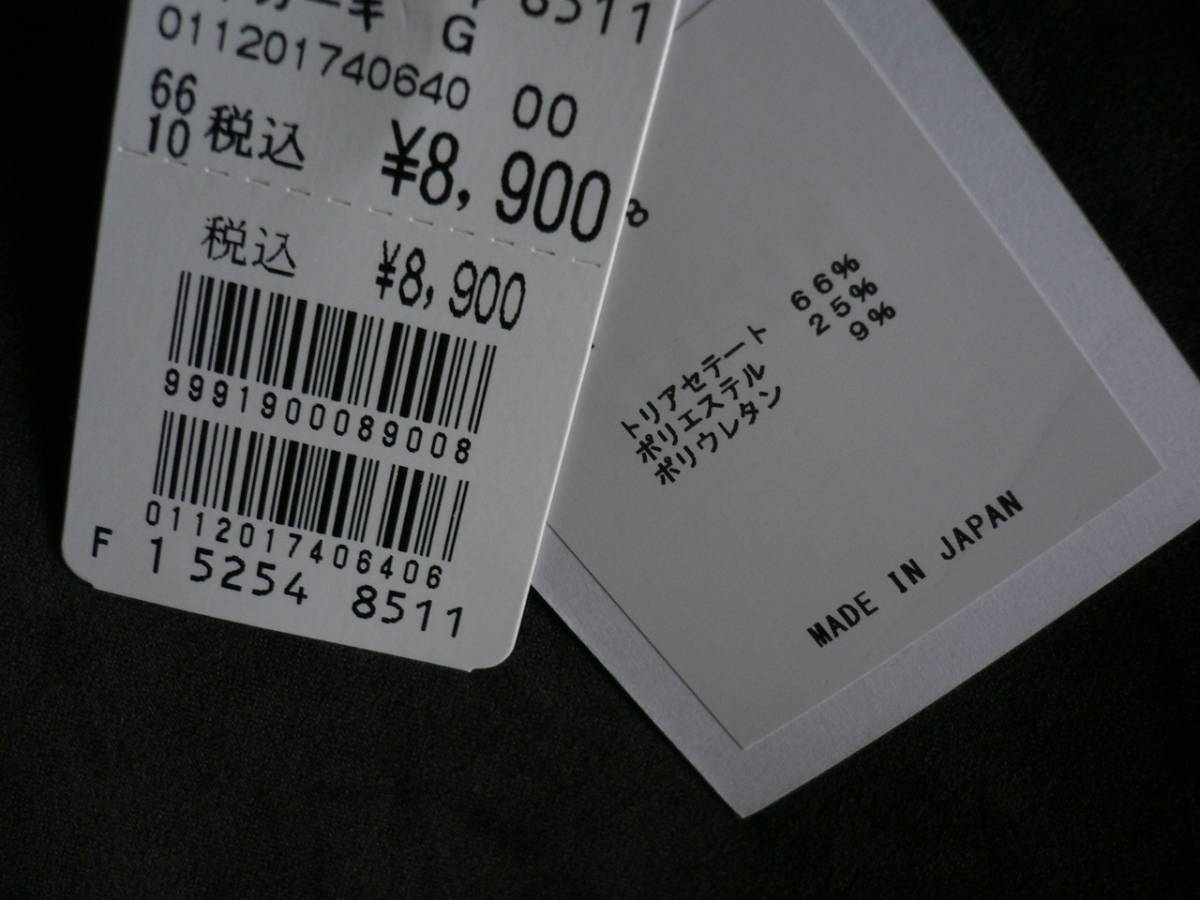 8511
G
011201740640 00
66
10 税込 ¥8,900
税込 ¥8,900
9991900089008
0112017406406
F 1 5254 8511
トリアセテート 66%
ポリエステル 25%
ポリウレタン 9%
MADE IN JAPAN